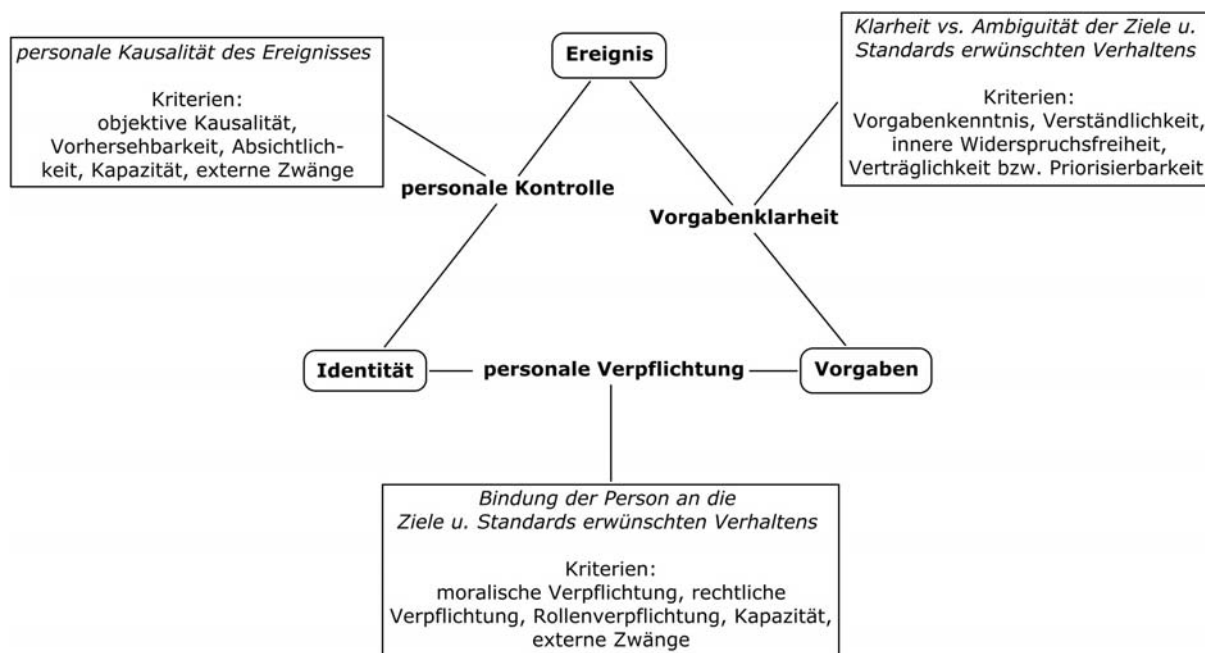 personale Kausalität des Ereignisses
Kriterien:
objektive Kausalität,
Vorhersehbarkeit, Absichtlich-
keit, Kapazität, externe Zwänge
Ereignis
Klarheit vs. Ambiguität der Ziele u.
Standards erwünschten Verhaltens
Kriterien:
Vorgabenkenntnis, Verständlichkeit,
innere Widerspruchsfreiheit,
Verträglichkeit bzw. Priorisierbarkeit
personale Kontrolle
Vorgabenklarheit
Identität
personale Verpflichtung
Vorgaben
Bindung der Person an die
Ziele u. Standards erwünschten Verhaltens
Kriterien:
moralische Verpflichtung, rechtliche
Verpflichtung, Rollenverpflichtung, Kapazität,
externe Zwänge